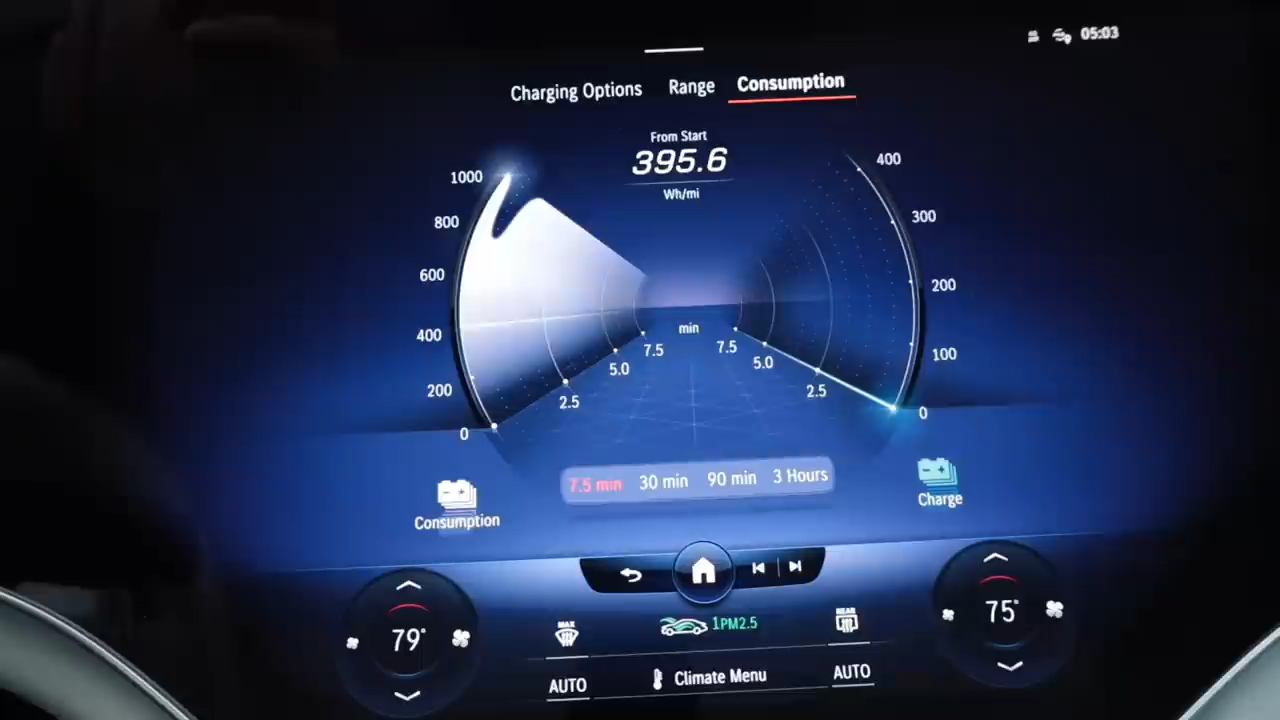 05:03
Charging Options Range Consumption
From Start
395.6
Wh/mi
1000
800
600
400
200
0
400
300
200
100
0
min
7.5
5.0
2.5
7.5
5.0
2.5
7.5 min 30 min 90 min 3 Hours
Consumption
Charge
79°
MAX
1PM2.5
REAR
75°
AUTO
Climate Menu
AUTO